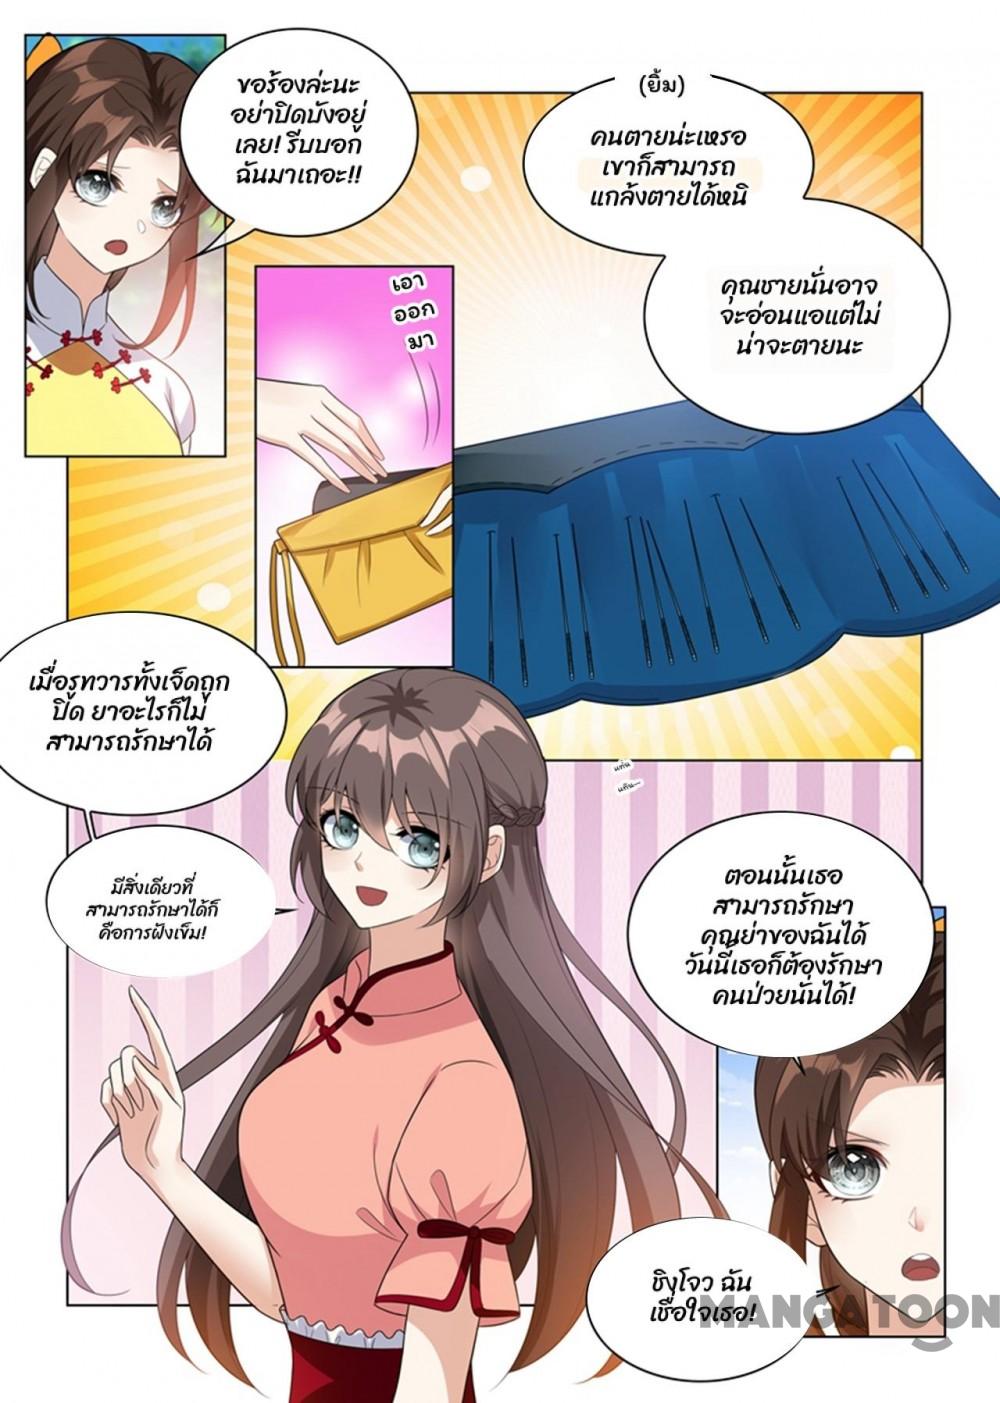 ขอร้องล่ะนะ
อย่าปิดบังอยู่
เลย! รีบบอก
ฉันมาเถอะ!!
(ยิ้ม)
คนตายน่ะเหรอ
เขาก็สามารถ
แกล้งตายได้หนิ
คุณชายนั่นอาจ
จะอ่อนแอแต่ไม่
น่าจะตายนะ
เอา
ออก
มา
เมื่อรูทวารทั้งเจ็ดถูก
ปิด ยาอะไรก็ไม่
สามารถรักษาได้
แท่น
แท๊น~
มีสิ่งเดียวที่
สามารถรักษาได้ก็
คือการฝังเข็ม!
ตอนนั้นเธอ
สามารถรักษา
คุณย่าของฉันได้
วันนี้เธอก็ต้องรักษา
คนป่วยนั่นได้!
ชิงโจว ฉัน
เชื่อใจเธอ!
MANGATOON